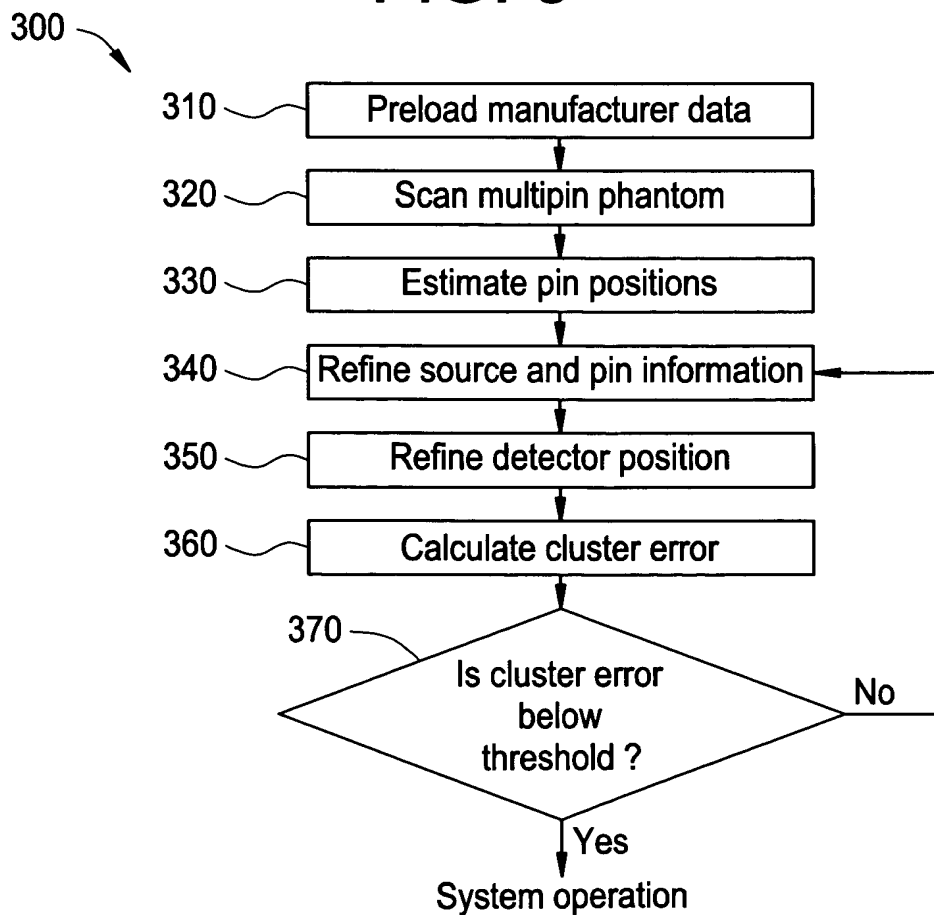 300
310
Preload manufacturer data
320
Scan multipin phantom
330
Estimate pin positions
340
Refine source and pin information
350
Refine detector position
360
Calculate cluster error
370
Is cluster error
below
threshold ?
No
Yes
System operation